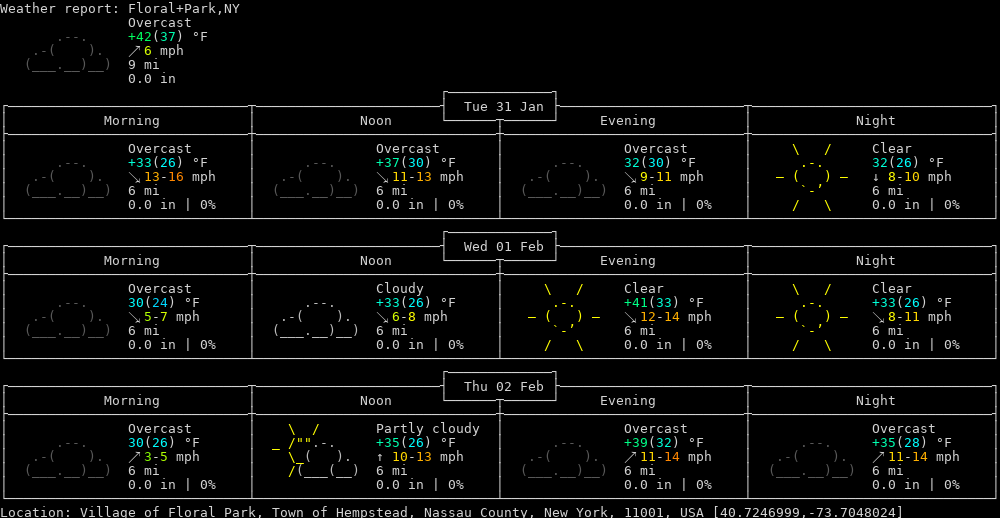 Weather report: Floral+Park,NY
Overcast
+42(37) °F
↗ 6 mph
9 mi
0.0 in
Tue 31 Jan
Morning Noon Evening Night
Overcast Overcast Overcast Clear
+33(26) °F +37(30) °F 32(30) °F 32(26) °F
↘ 13-16 mph ↘ 11-13 mph ↘ 9-11 mph ↓ 8-10 mph
6 mi 6 mi 6 mi 6 mi
0.0 in | 0% 0.0 in | 0% 0.0 in | 0% 0.0 in | 0%
Wed 01 Feb
Morning Noon Evening Night
Overcast Cloudy Clear Clear
30(24) °F +33(26) °F +41(33) °F +33(26) °F
↘ 5-7 mph ↘ 6-8 mph ↘ 12-14 mph ↘ 8-11 mph
6 mi 6 mi 6 mi 6 mi
0.0 in | 0% 0.0 in | 0% 0.0 in | 0% 0.0 in | 0%
Thu 02 Feb
Morning Noon Evening Night
Overcast Partly cloudy Overcast Overcast
30(26) °F +35(26) °F +39(32) °F +35(28) °F
↗ 3-5 mph ↑ 10-13 mph ↗ 11-14 mph ↗ 11-14 mph
6 mi 6 mi 6 mi 6 mi
0.0 in | 0% 0.0 in | 0% 0.0 in | 0% 0.0 in | 0%
Location: Village of Floral Park, Town of Hempstead, Nassau County, New York, 11001, USA [40.7246999,-73.7048024]